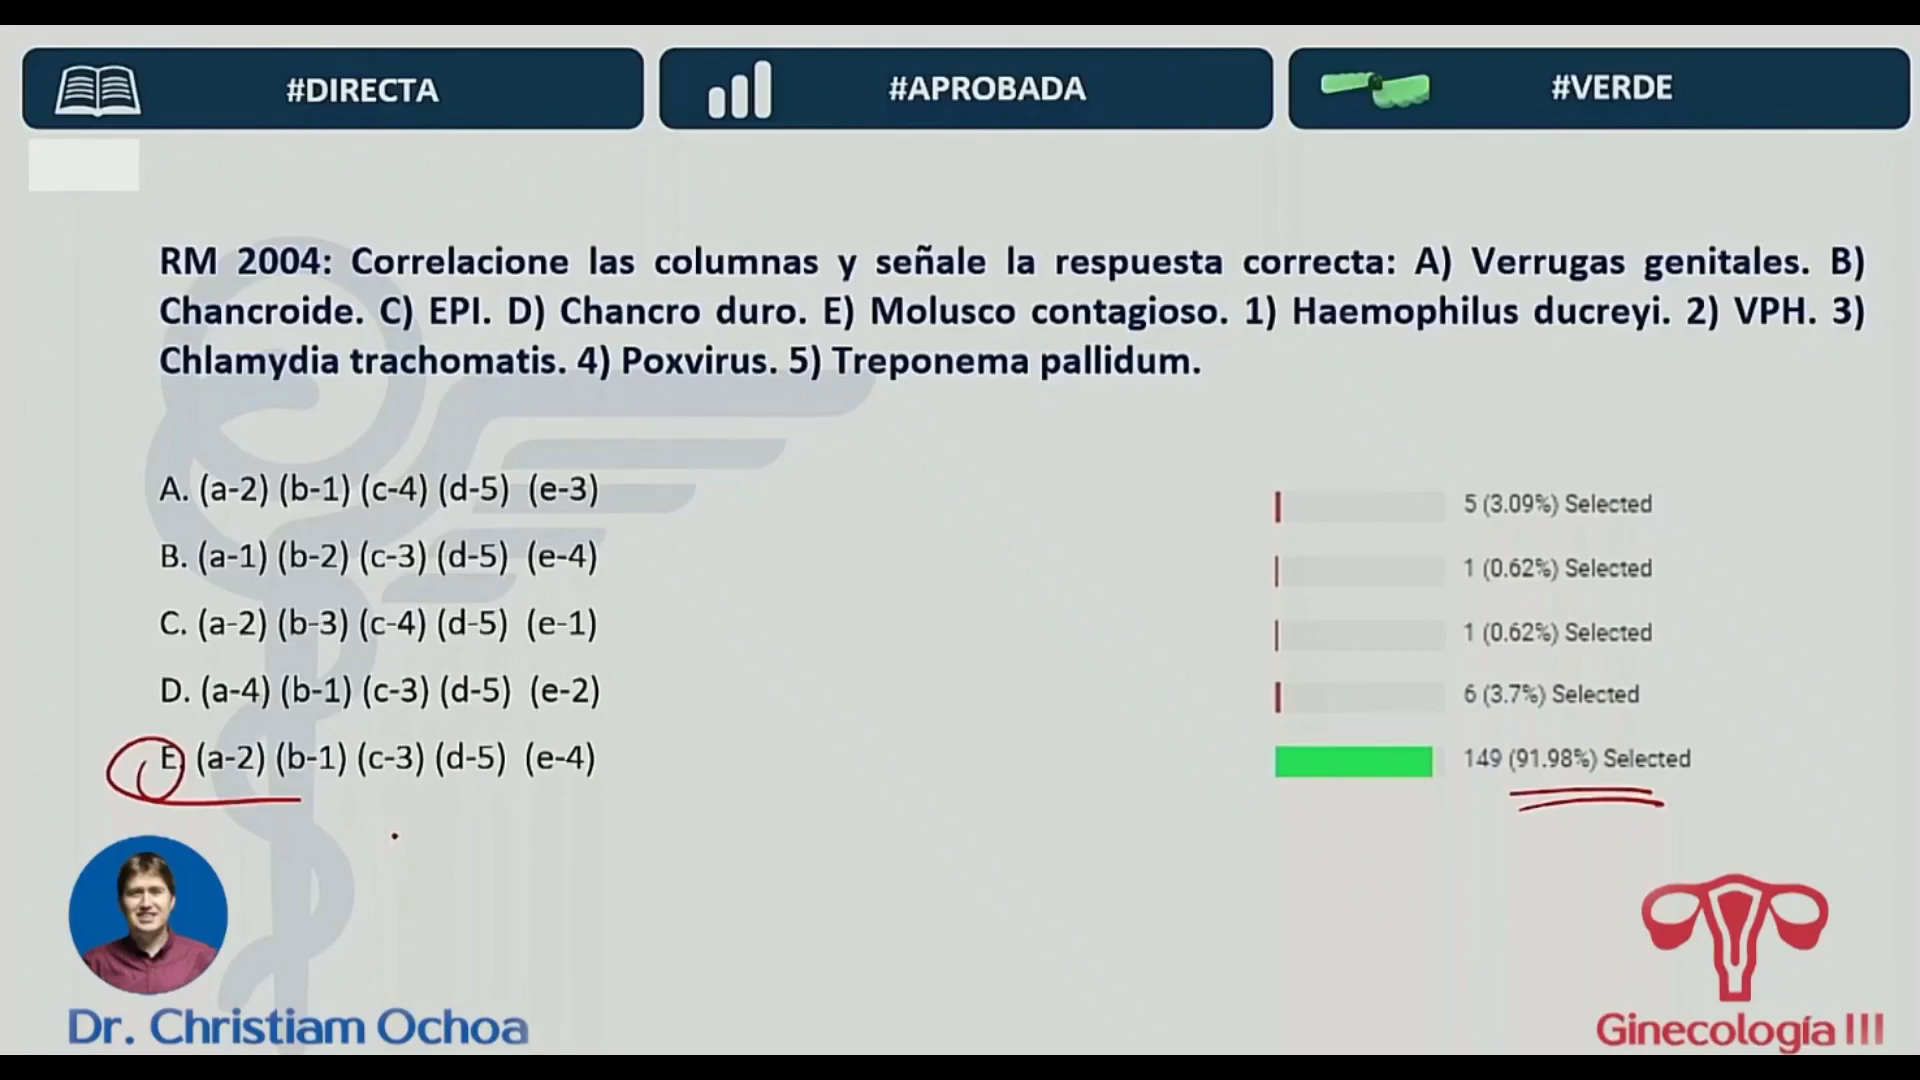 #DIRECTA
#APROBADA
#VERDE
RM 2004: Correlacione las columnas y señale la respuesta correcta: A) Verrugas genitales. B)
Chancroide. C) EPI. D) Chancro duro. E) Molusco contagioso. 1) Haemophilus ducreyi. 2) VPH. 3)
Chlamydia trachomatis. 4) Poxvirus. 5) Treponema pallidum.
A. (a-2) (b-1) (c-4) (d-5) (e-3)
5 (3.09%) Selected
B. (a-1) (b-2) (c-3) (d-5) (e-4)
1 (0.62%) Selected
C. (a-2) (b-3) (c-4) (d-5) (e-1)
1 (0.62%) Selected
D. (a-4) (b-1) (c-3) (d-5) (e-2)
6 (3.7%) Selected
E. (a-2) (b-1) (c-3) (d-5) (e-4)
149 (91.98%) Selected
Dr. Christiam Ochoa
Ginecología III